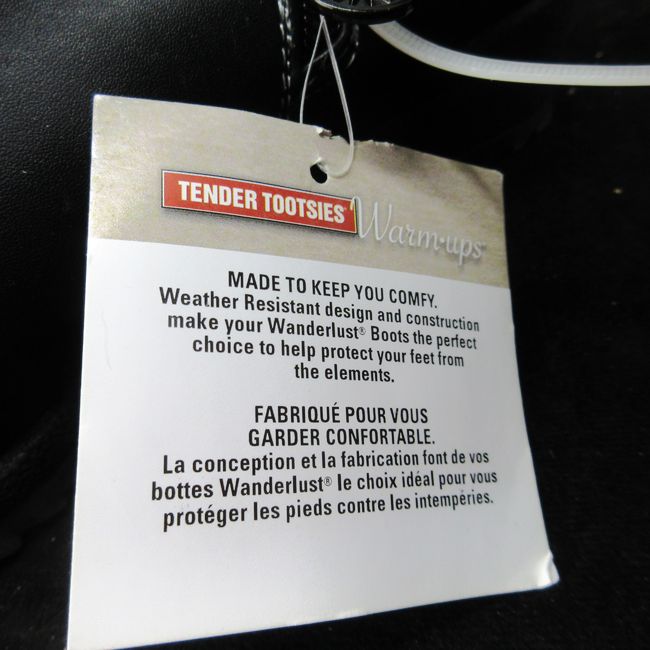 TENDER TOOTSIES® Warm•ups™
MADE TO KEEP YOU COMFY.
Weather Resistant design and construction
make your Wanderlust® Boots the perfect
choice to help protect your feet from
the elements.
FABRIQUÉ POUR VOUS
GARDER CONFORTABLE.
La conception et la fabrication font de vos
bottes Wanderlust® le choix idéal pour vous
protéger les pieds contre les intempéries.